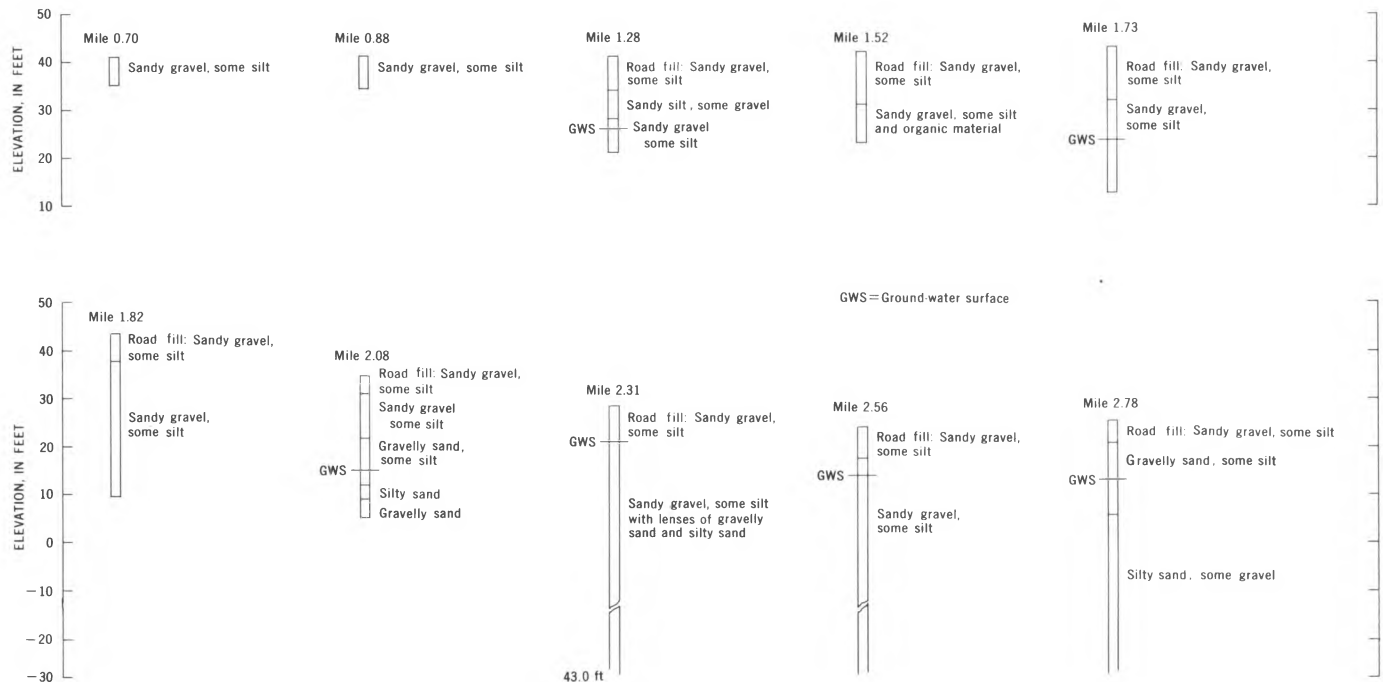 50
40
30
20
10
ELEVATION, IN FEET
Mile 0.70
Sandy gravel, some silt
Mile 0.88
Sandy gravel, some silt
Mile 1.28
Road fill: Sandy gravel,
some silt
Sandy silt, some gravel
GWS
Sandy gravel
some silt
Mile 1.52
Road fill: Sandy gravel,
some silt
Sandy gravel, some silt
and organic material
Mile 1.73
Road fill: Sandy gravel,
some silt
Sandy gravel,
some silt
GWS
GWS=Ground-water surface
50
40
30
20
10
0
−10
−20
−30
ELEVATION, IN FEET
Mile 1.82
Road fill: Sandy gravel,
some silt
Sandy gravel,
some silt
Mile 2.08
Road fill: Sandy gravel,
some silt
Sandy gravel
some silt
Gravelly sand,
some silt
GWS
Silty sand
Gravelly sand
Mile 2.31
Road fill: Sandy gravel,
some silt
GWS
Sandy gravel, some silt
with lenses of gravelly
sand and silty sand
43.0 ft
Mile 2.56
Road fill: Sandy gravel,
some silt
GWS
Sandy gravel,
some silt
Mile 2.78
Road fill: Sandy gravel, some silt
Gravelly sand, some silt
GWS
Silty sand, some gravel